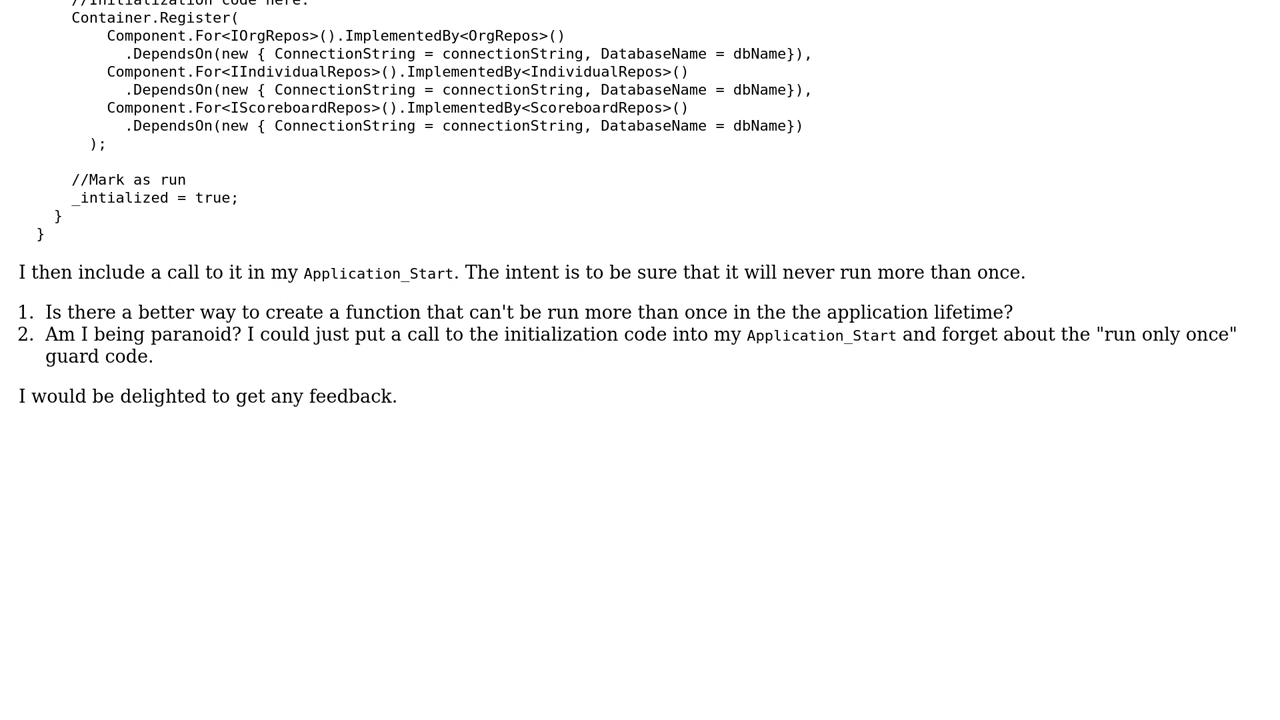 //Initialization code here.
Container.Register(
Component.For<IOrgRepos>().ImplementedBy<OrgRepos>()
.DependsOn(new { ConnectionString = connectionString, DatabaseName = dbName}),
Component.For<IIndividualRepos>().ImplementedBy<IndividualRepos>()
.DependsOn(new { ConnectionString = connectionString, DatabaseName = dbName}),
Component.For<IScoreboardRepos>().ImplementedBy<ScoreboardRepos>()
.DependsOn(new { ConnectionString = connectionString, DatabaseName = dbName})
);
//Mark as run
_intialized = true;
}
}
I then include a call to it in my Application_Start. The intent is to be sure that it will never run more than once.
1. Is there a better way to create a function that can't be run more than once in the the application lifetime?
2. Am I being paranoid? I could just put a call to the initialization code into my Application_Start and forget about the "run only once"
guard code.
I would be delighted to get any feedback.